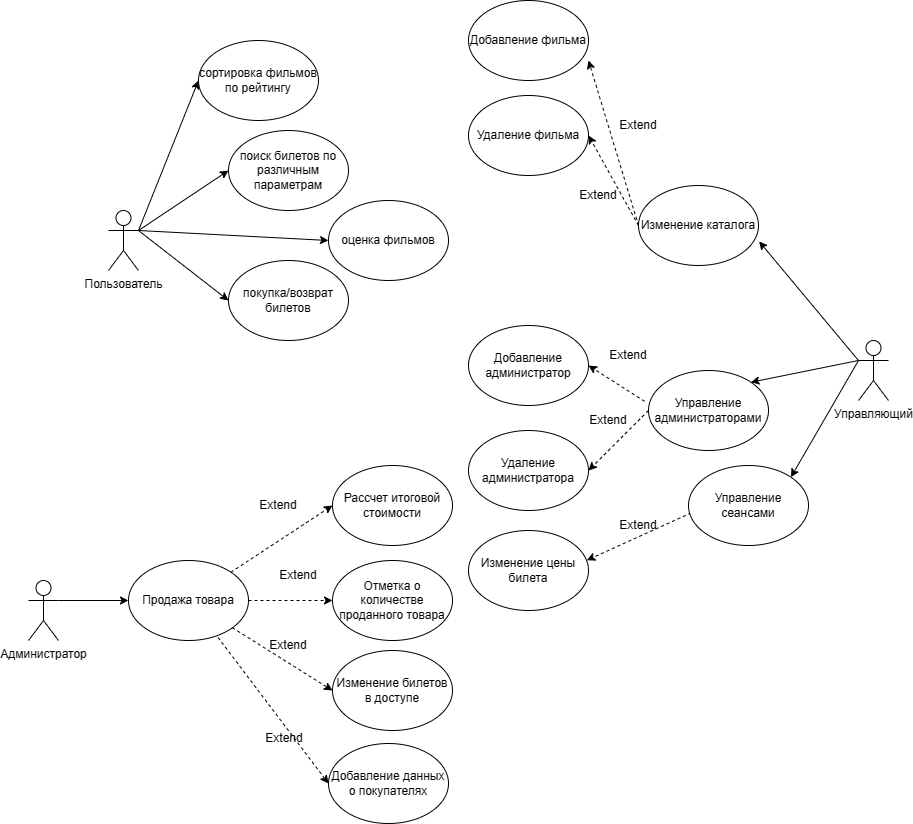 Добавление фильма
сортировка фильмов
по рейтингу
Удаление фильма
Extend
поиск билетов по
различным
параметрам
Extend
Изменение каталога
оценка фильмов
Пользователь
покупка/возврат
билетов
Добавление
администратор
Extend
Управление
администраторами
Управляющий
Extend
Удаление
администратора
Рассчет итоговой
стоимости
Управление
сеансами
Extend
Extend
Изменение цены
билета
Extend
Отметка о
количестве
проданного товара
Продажа товара
Администратор
Extend
Изменение билетов
в доступе
Extend
Добавление данных
о покупателях